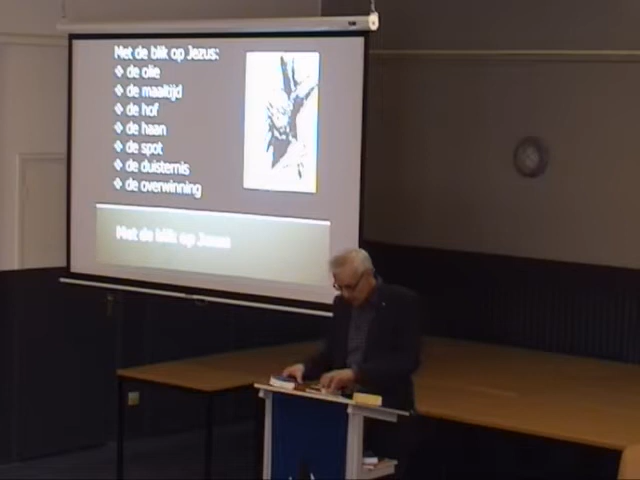 Met de blik op Jezus:
❖ de olie
❖ de maaltijd
❖ de hof
❖ de haan
❖ de spot
❖ de duisternis
❖ de overwinning
Met de blik op Jezus